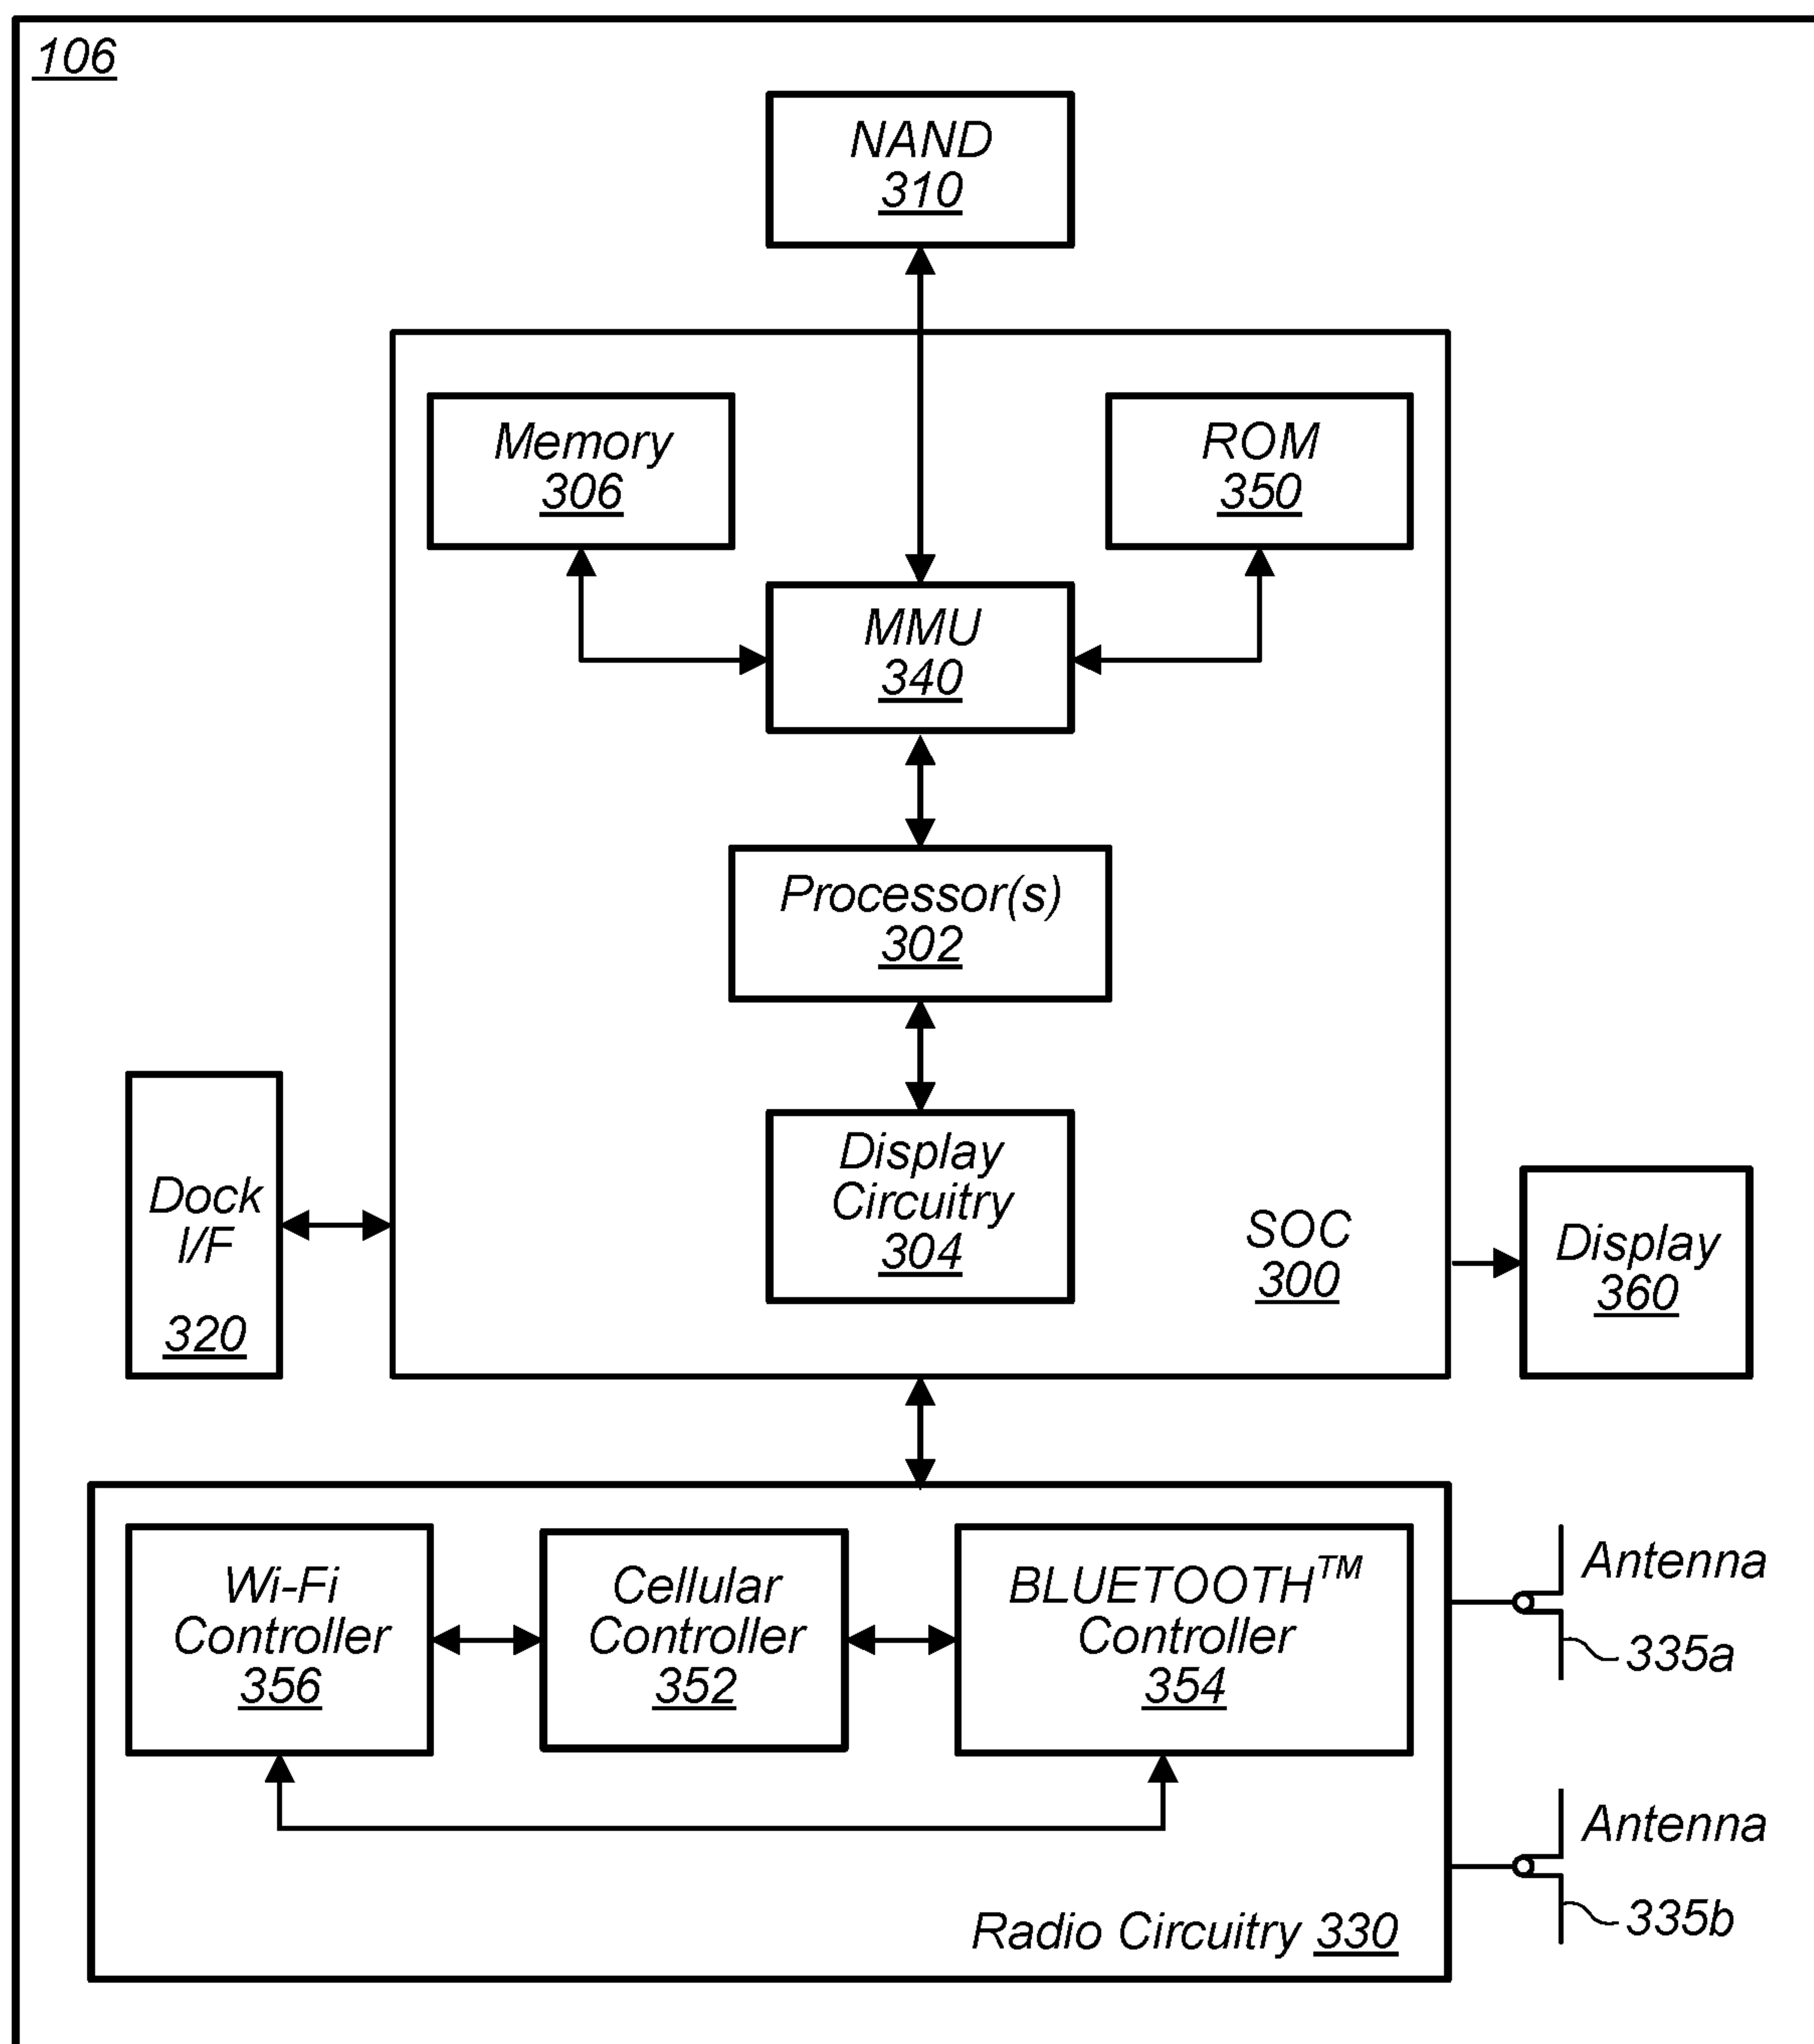 106
NAND
310
Memory
306
ROM
350
MMU
340
Processor(s)
302
Display
Circuitry
304
SOC
300
Dock
I/F
320
Display
360
Wi-Fi
Controller
356
Cellular
Controller
352
BLUETOOTH™
Controller
354
Antenna
335a
Antenna
335b
Radio Circuitry 330